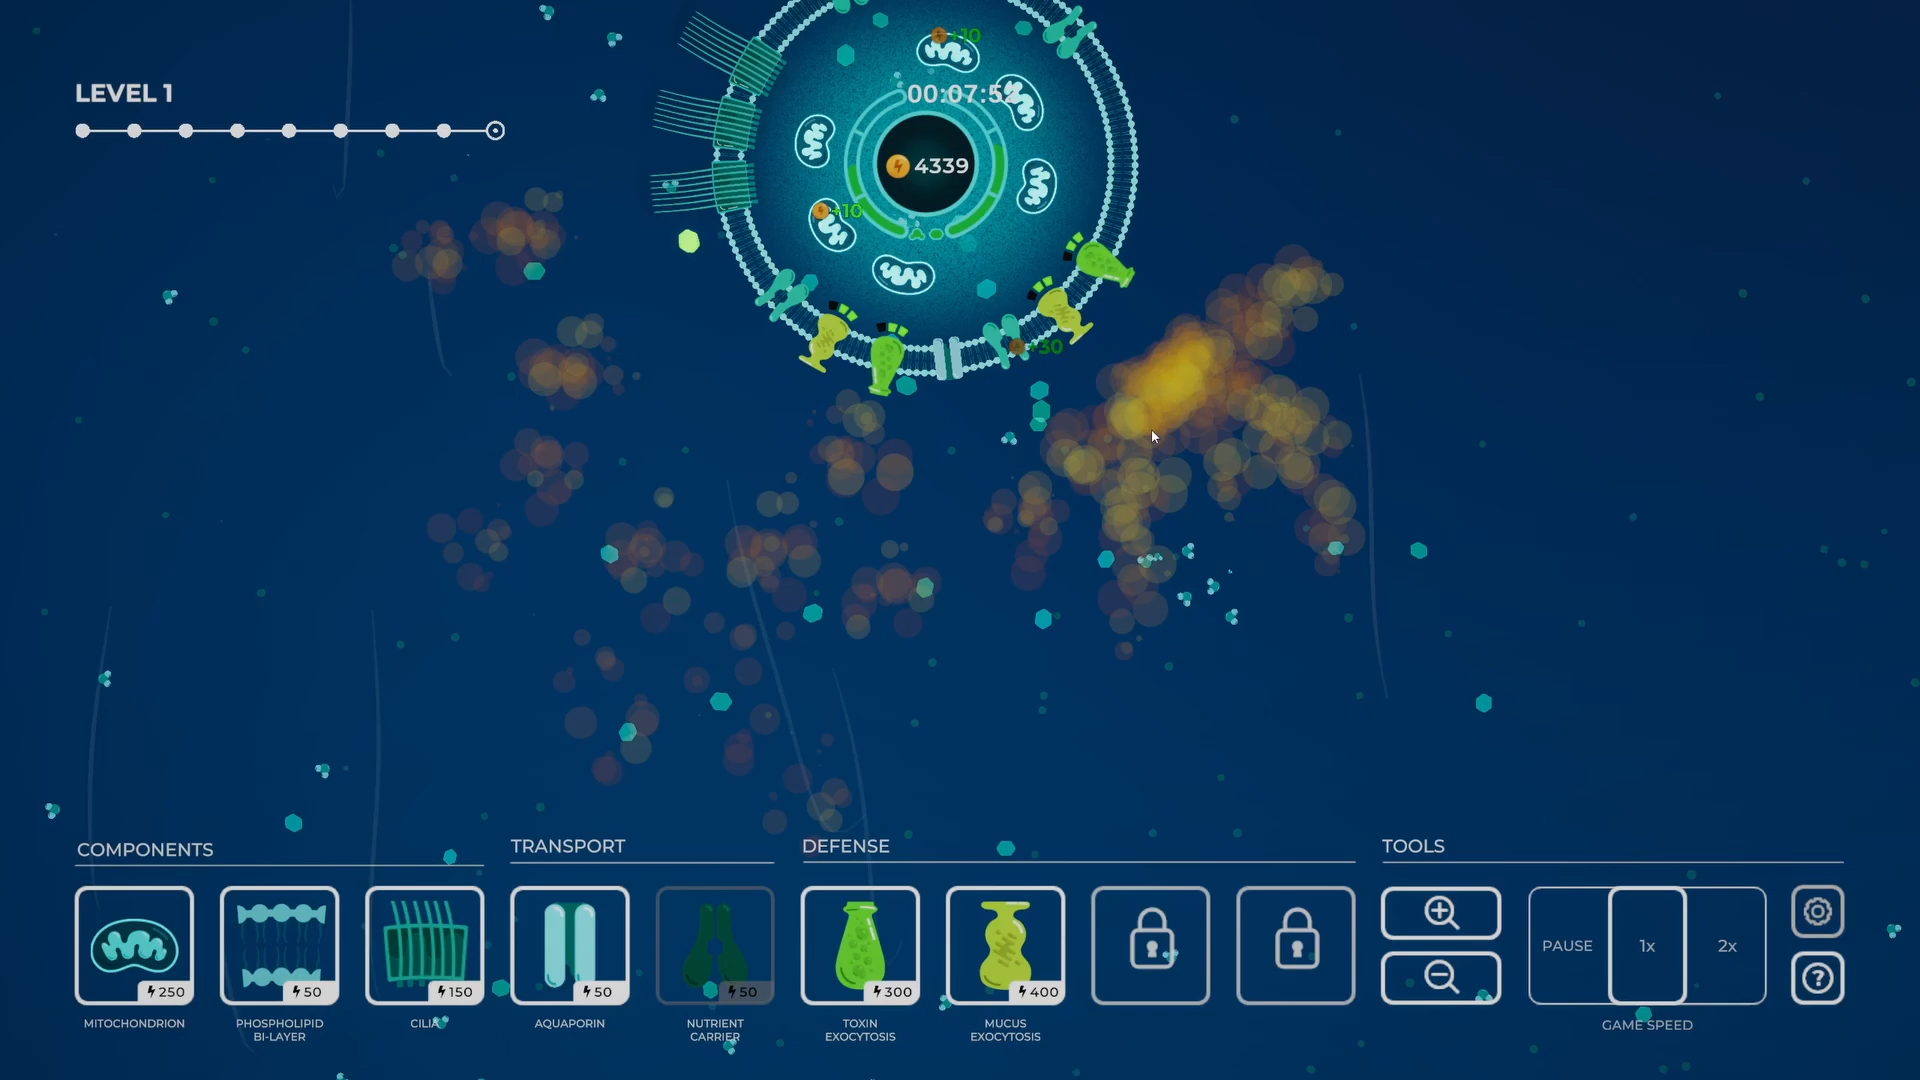 LEVEL 1
+10
00:07:52
4339
+10
+30
COMPONENTS
TRANSPORT
DEFENSE
TOOLS
250
50
150
50
50
300
400
PAUSE
1x
2x
MITOCHONDRION
PHOSPHOLIPID
BI-LAYER
CILIA
AQUAPORIN
NUTRIENT
CARRIER
TOXIN
EXOCYTOSIS
MUCUS
EXOCYTOSIS
GAME SPEED